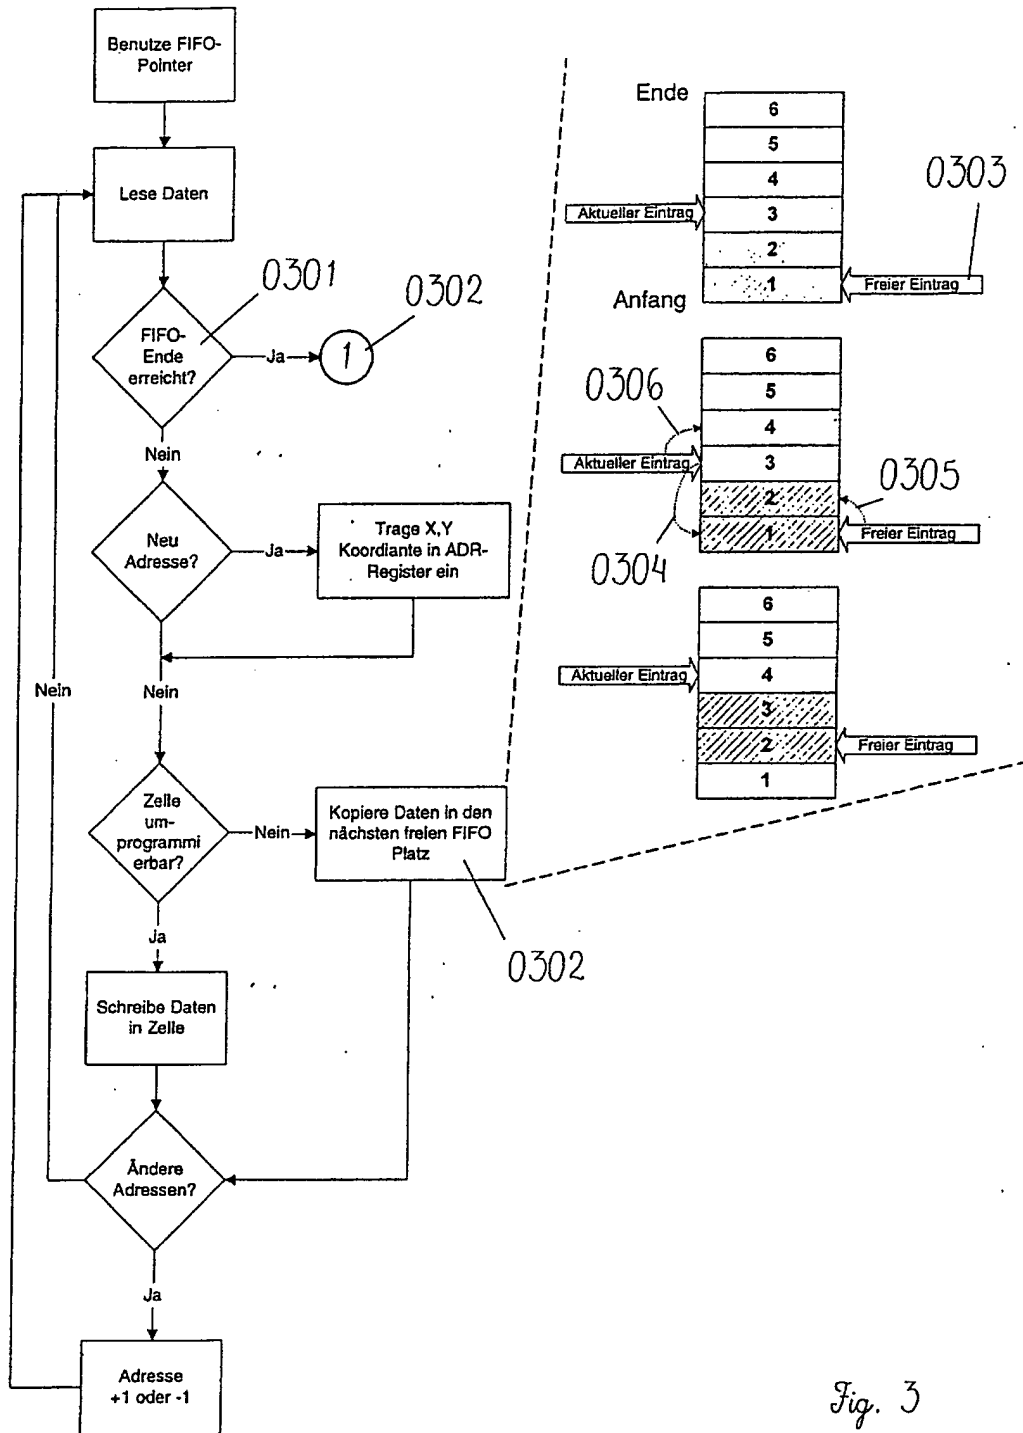 Benutze FIFO-
Pointer
Lese Daten
0301
0302
FIFO-
Ende
erreicht?
Ja
1
Nein
Neu
Adresse?
Ja
Trage X,Y
Koordiante in ADR-
Register ein
Nein
Nein
Zelle
um-
programmi
erbar?
Nein
Kopiere Daten in den
nächsten freien FIFO
Platz
0302
Ja
Schreibe Daten
in Zelle
Ändere
Adressen?
Ja
Adresse
+1 oder -1
Ende
6
5
4
Aktueller Eintrag
3
2
1
Freier Eintrag
0303
Anfang
6
5
0306
4
Aktueller Eintrag
3
2
0305
1
Freier Eintrag
0304
6
5
Aktueller Eintrag
4
3
2
Freier Eintrag
1
Fig. 3